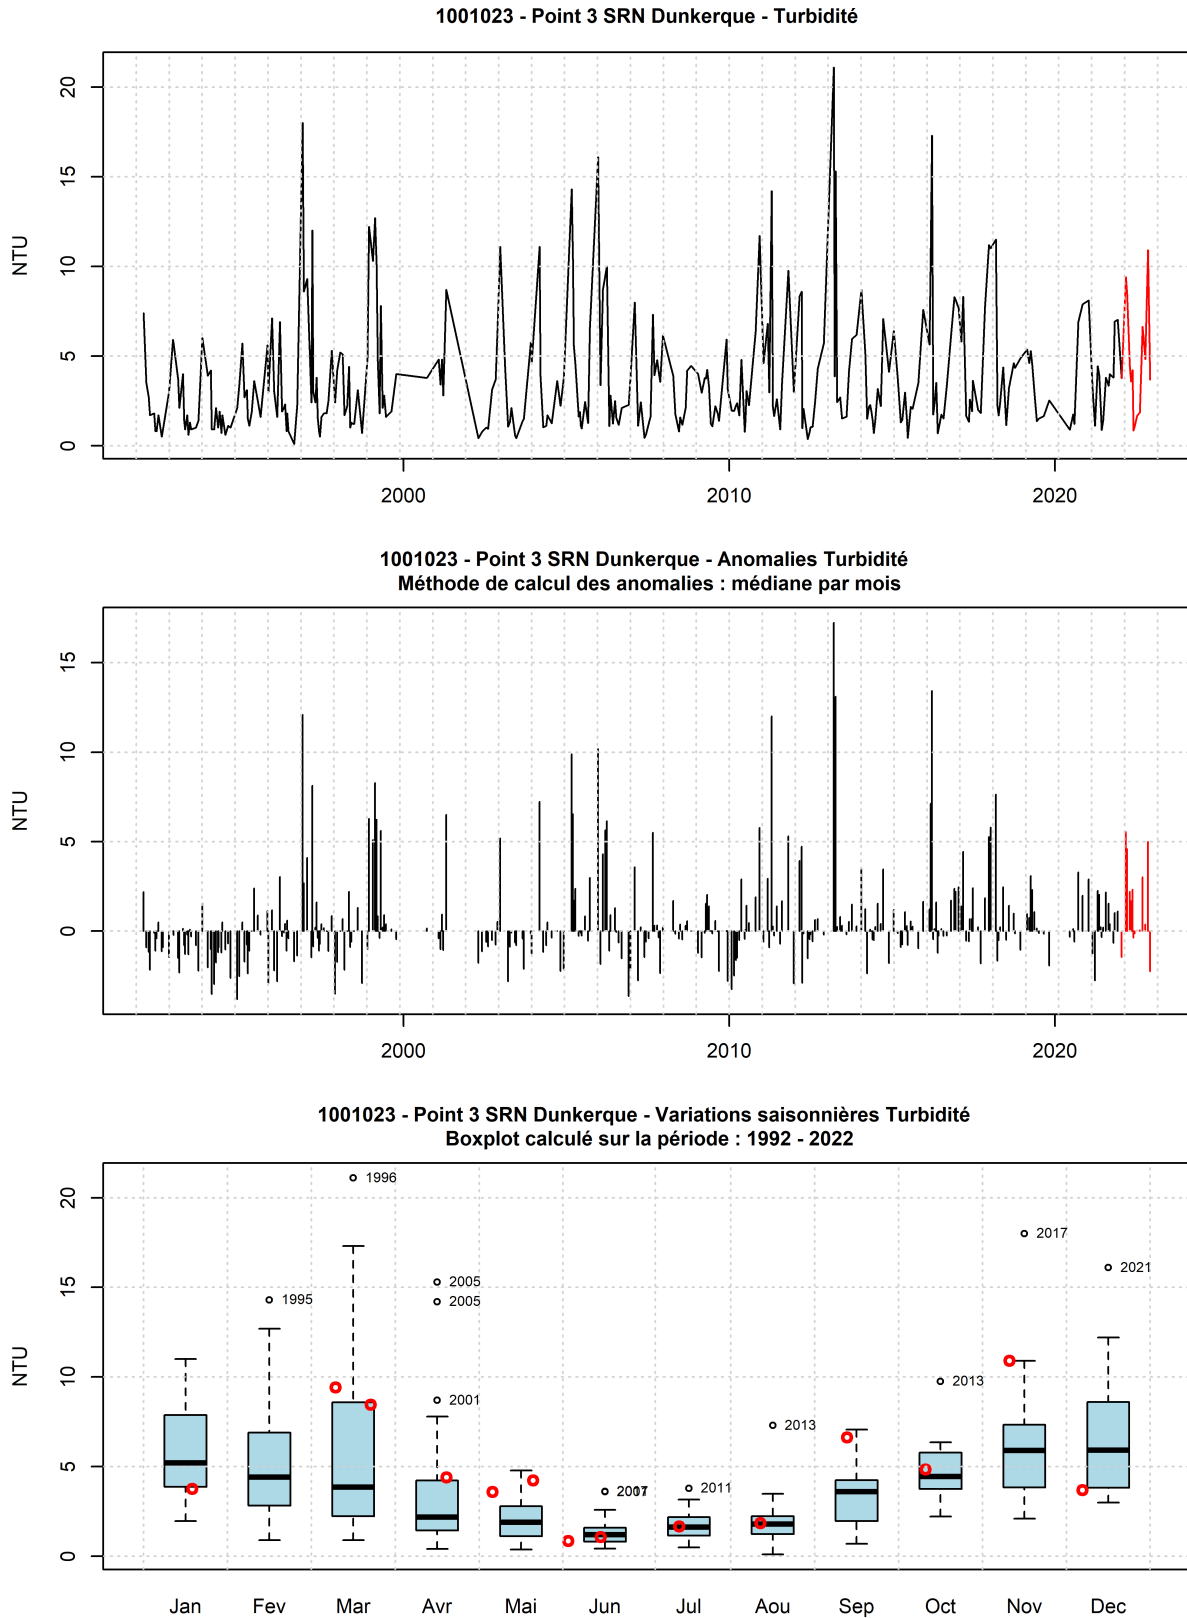 1001023 - Point 3 SRN Dunkerque - Turbidité
20
15
10
5
0
NTU
2000
2010
2020
1001023 - Point 3 SRN Dunkerque - Anomalies Turbidité
Méthode de calcul des anomalies : médiane par mois
15
10
5
0
NTU
2000
2010
2020
1001023 - Point 3 SRN Dunkerque - Variations saisonnières Turbidité
Boxplot calculé sur la période : 1992 - 2022
20
15
10
5
0
NTU
1996
2017
2005
2021
1995
2005
2001
2013
2013
2011
Jan
Fev
Mar
Avr
Mai
Jun
Jul
Aou
Sep
Oct
Nov
Dec